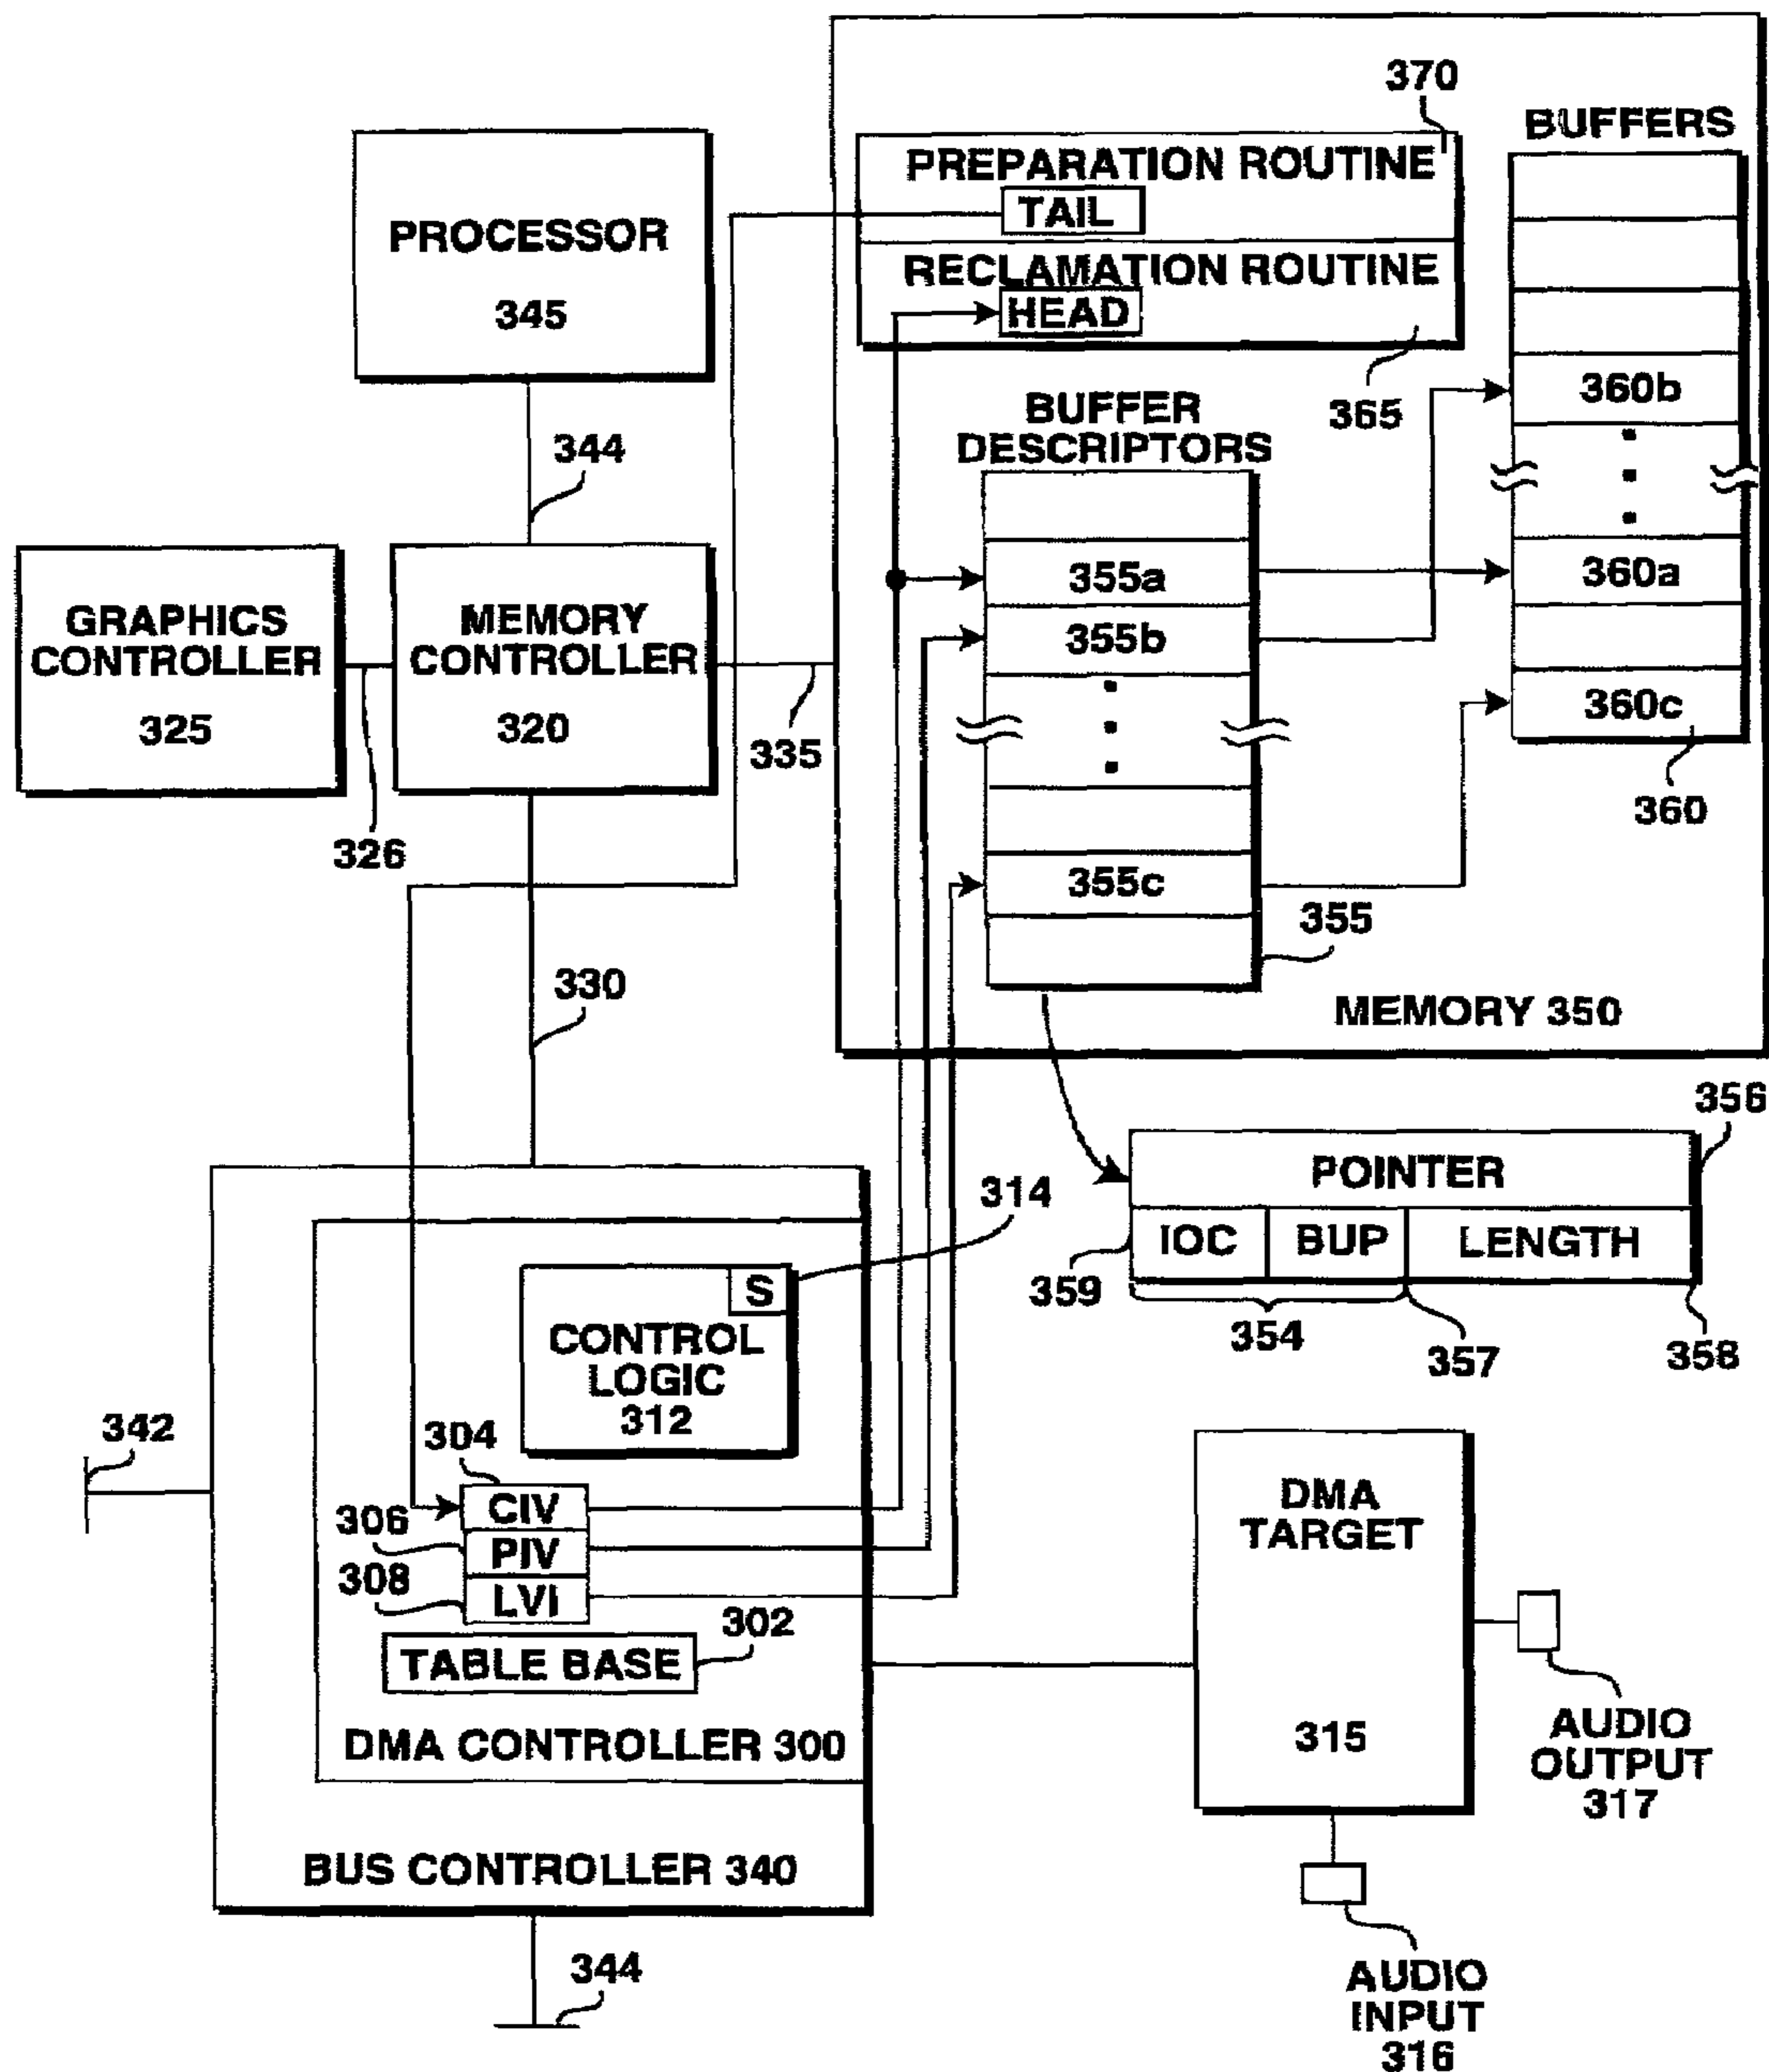 370
BUFFERS
PREPARATION ROUTINE
TAIL
RECLAMATION ROUTINE
HEAD
365
PROCESSOR
345
344
BUFFER
DESCRIPTORS
355a
355b
355c
355
360b
360a
360c
360
GRAPHICS
CONTROLLER
325
326
MEMORY
CONTROLLER
320
335
330
MEMORY 350
356
POINTER
IOC
BUP
LENGTH
359
354
357
358
314
S
CONTROL
LOGIC
312
342
304
CIV
306
PIV
308
LVI
302
TABLE BASE
DMA CONTROLLER 300
BUS CONTROLLER 340
344
DMA
TARGET
315
AUDIO
OUTPUT
317
AUDIO
INPUT
316